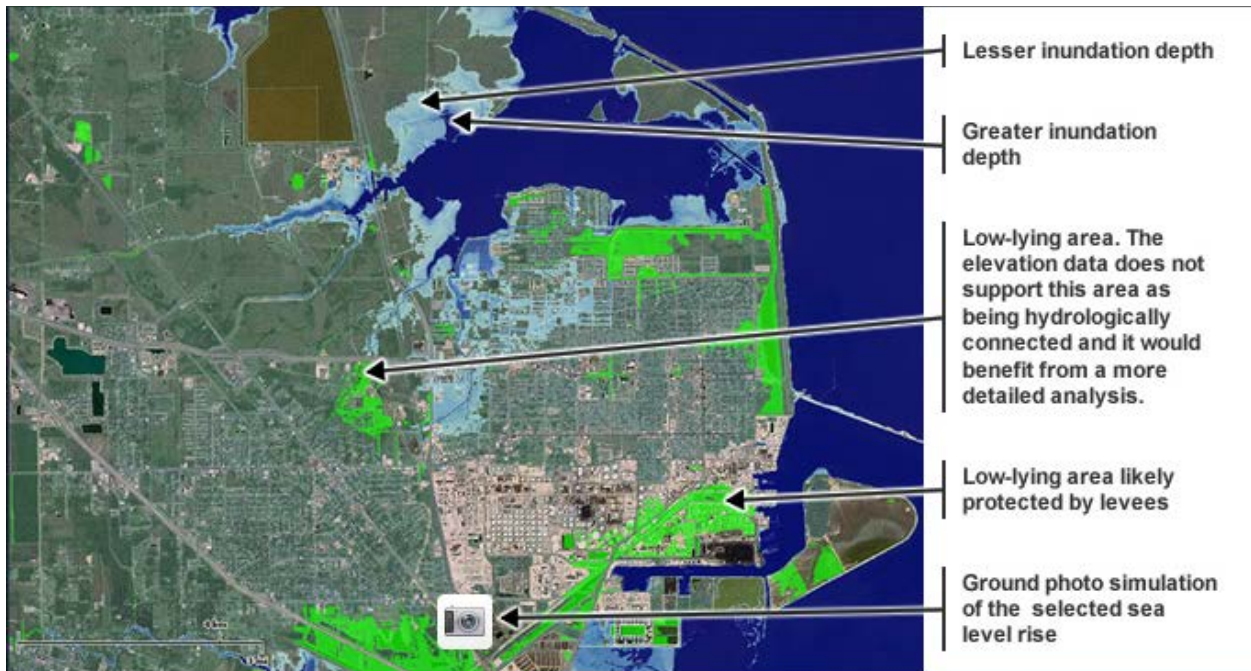 Lesser inundation depth
Greater inundation
depth
Low-lying area. The
elevation data does not
support this area as
being hydrologically
connected and it would
benefit from a more
detailed analysis.
Low-lying area likely
protected by levees
Ground photo simulation
of the selected sea
level rise